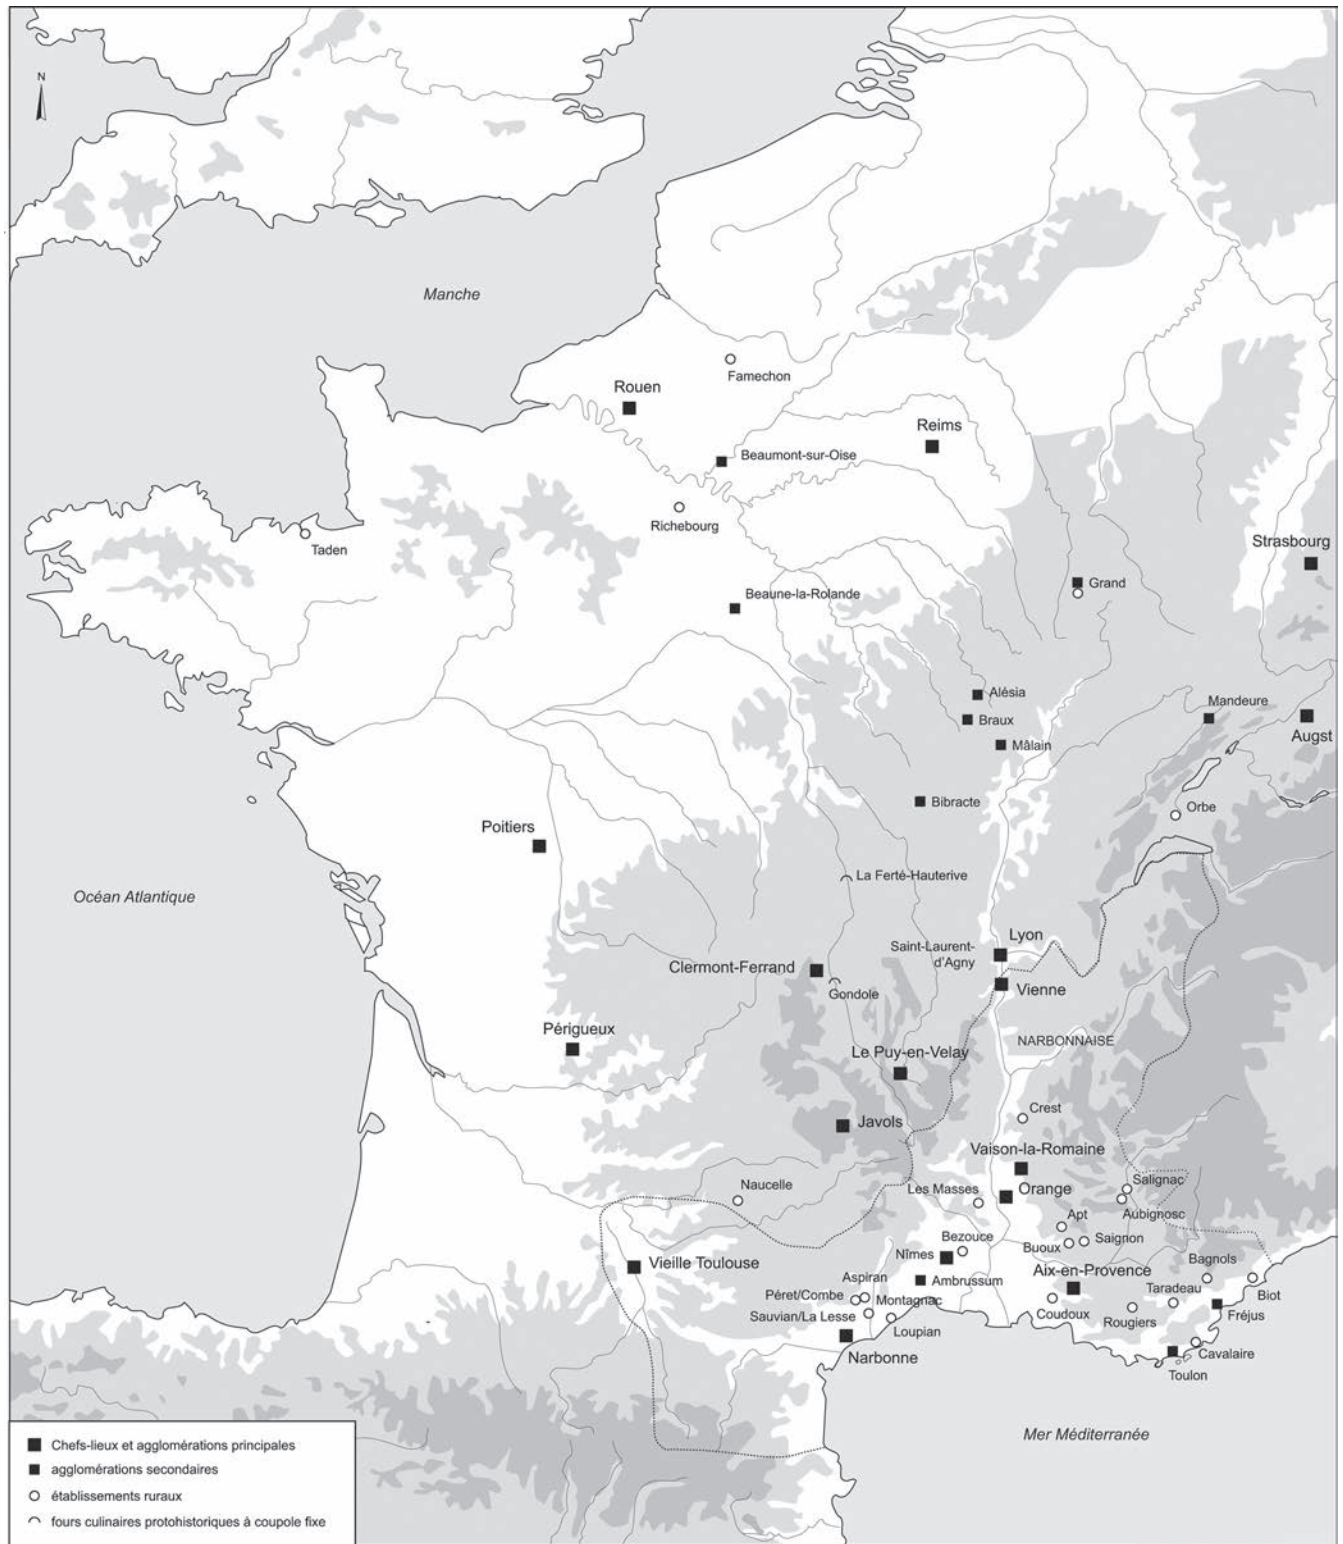 N
Manche
Famechon
Rouen
Reims
Beaumont-sur-Oise
Richebourg
Taden
Strasbourg
Grand
Beaune-la-Rolande
Alésia
Mandeure
Braux
Augst
Mâlain
Bibracte
Orbe
Poitiers
La Ferté-Hauterive
Océan Atlantique
Lyon
Saint-Laurent-
d'Agny
Clermont-Ferrand
Vienne
Gondole
Périgueux
NARBONNAISE
Le Puy-en-Velay
Crest
Javols
Vaison-la-Romaine
Salignac
Naucelle
Les Masses
Orange
Aubignosc
Apt
Bezouce
Saignon
Buoux
Nîmes
Bagnols
Vieille Toulouse
Aix-en-Provence
Aspiran
Ambrussum
Taradeau
Biot
Péret/Combe
Montagnac
Coudoux
Rougiers
Fréjus
Sauvian/La Lesse
Loupian
Cavalaire
Narbonne
Toulon
Mer Méditerranée
Chefs-lieux et agglomérations principales
agglomérations secondaires
établissements ruraux
fours culinaires protohistoriques à coupole fixe